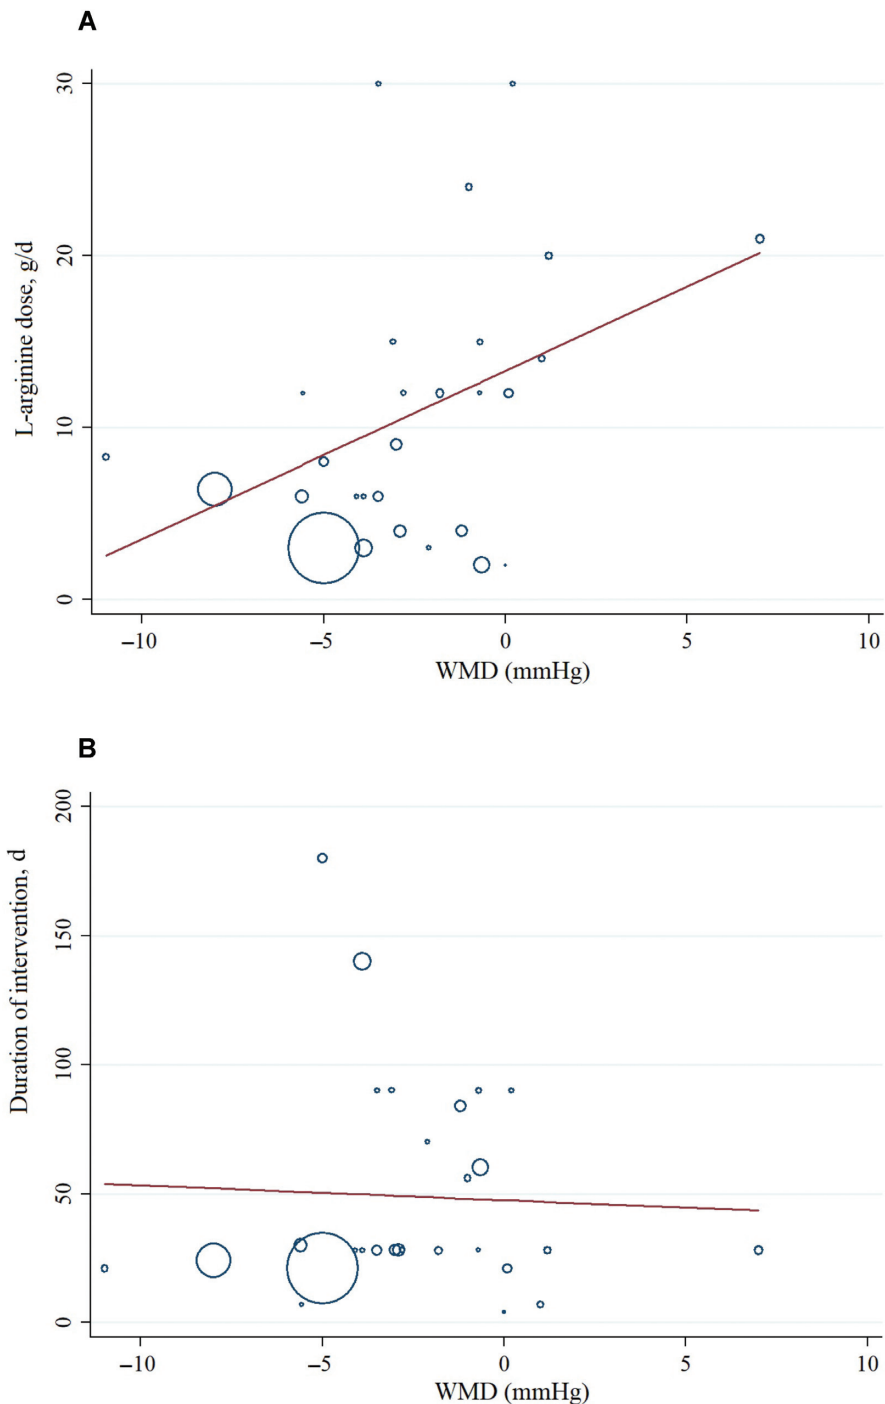 A
30
20
10
0
L-arginine dose, g/d
–10 –5 0 5 10
WMD (mmHg)
B
200
150
100
50
0
Duration of intervention, d
–10 –5 0 5 10
WMD (mmHg)